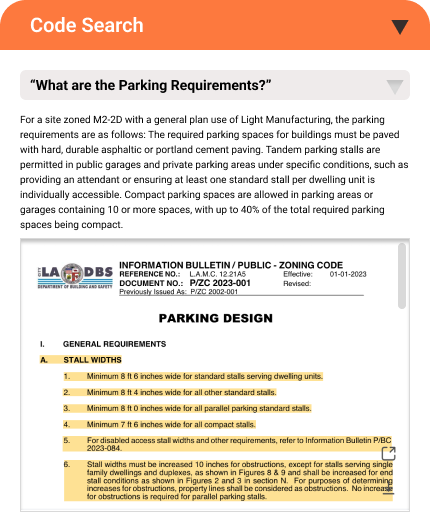 Code Search
“What are the Parking Requirements?”
For a site zoned M2-2D with a general plan use of Light Manufacturing, the parking
requirements are as follows: The required parking spaces for buildings must be paved
with hard, durable asphaltic or portland cement paving. Tandem parking stalls are
permitted in public garages and private parking areas under specific conditions, such as
providing an attendant or ensuring at least one standard stall per dwelling unit is
individually accessible. Compact parking spaces are allowed in parking areas or
garages containing 10 or more spaces, with up to 40% of the total required parking
spaces being compact.
CITY LA DBS
DEPARTMENT OF BUILDING AND SAFETY
INFORMATION BULLETIN / PUBLIC - ZONING CODE
REFERENCE NO.: L.A.M.C. 12.21A5 Effective: 01-01-2023
DOCUMENT NO.: P/ZC 2023-001 Revised:
Previously Issued As: P/ZC 2002-001
PARKING DESIGN
I. GENERAL REQUIREMENTS
A. STALL WIDTHS
1. Minimum 8 ft 6 inches wide for standard stalls serving dwelling units.
2. Minimum 8 ft 4 inches wide for all other standard stalls.
3. Minimum 8 ft 0 inches wide for all parallel parking standard stalls.
4. Minimum 7 ft 6 inches wide for all compact stalls.
5. For disabled access stall widths and other requirements, refer to Information Bulletin P/BC
2023-084.
6. Stall widths must be increased 10 inches for obstructions, except for stalls serving single
family dwellings and duplexes, as shown in Figures 8 & 9 and shall be increased for end
stall conditions as shown in Figures 2 and 3 in section N. For purposes of determining
increases for obstructions, property lines shall be considered as obstructions. No increase
for obstructions is required for parallel parking stalls.